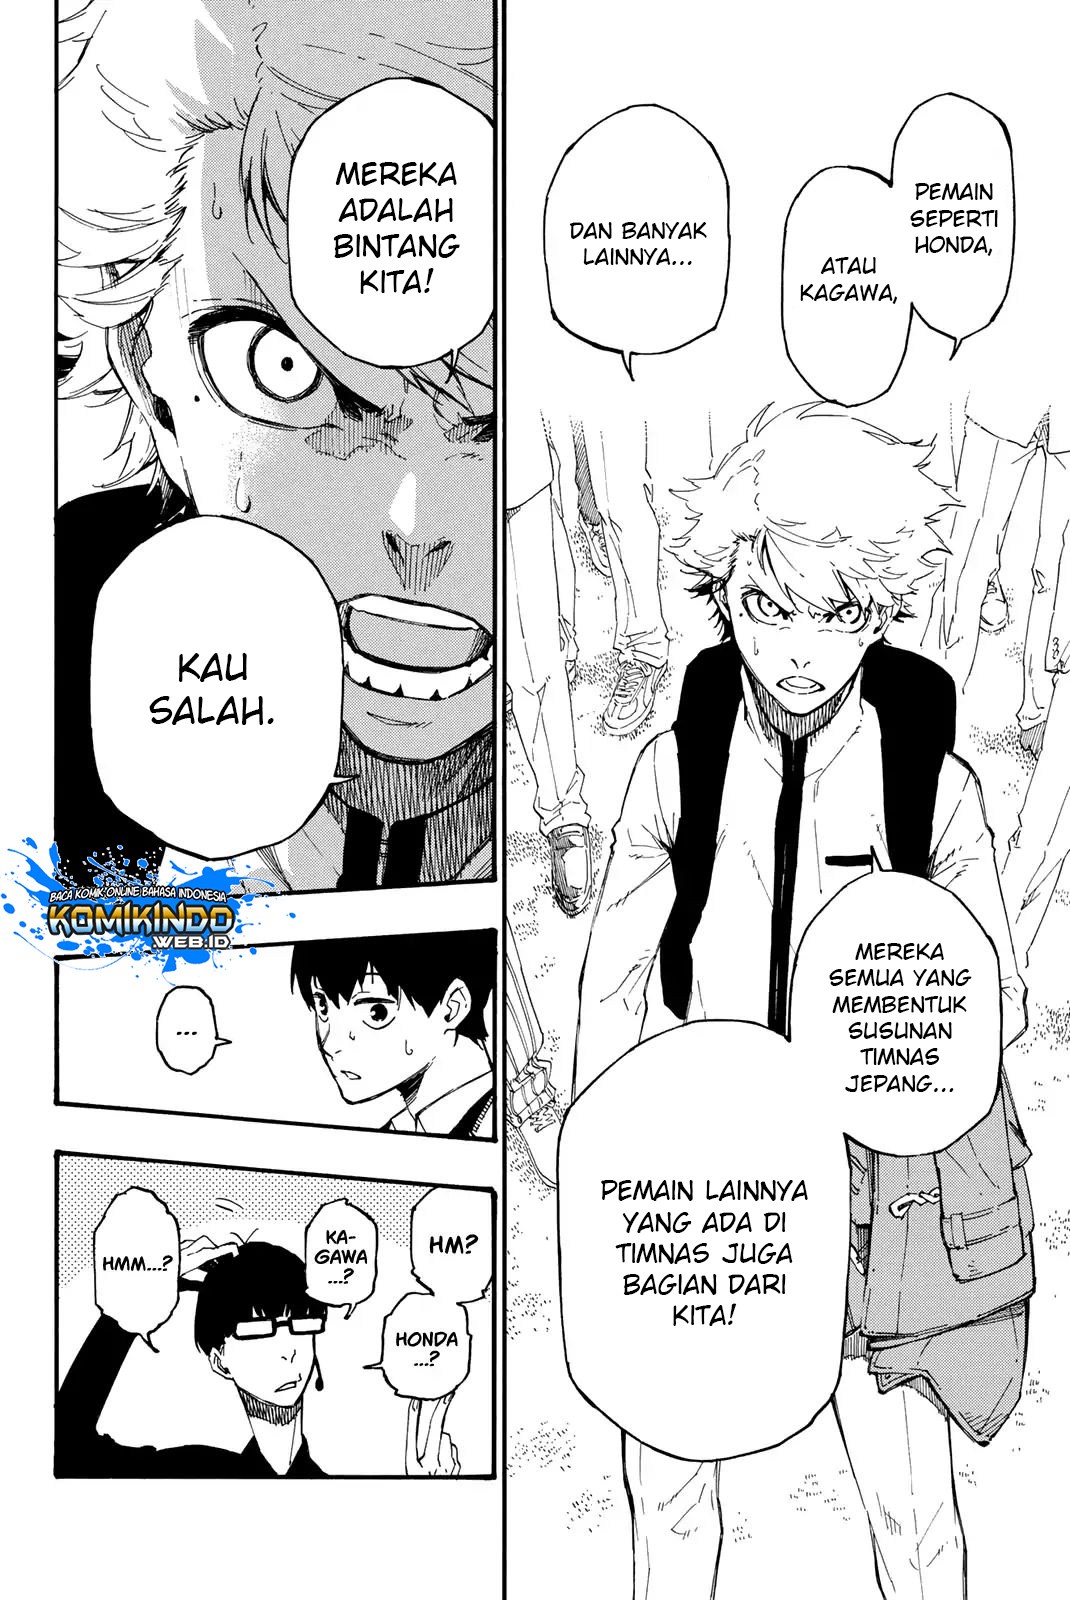 PEMAIN
SEPERTI
HONDA,
ATAU
KAGAWA,
DAN BANYAK
LAINNYA...
MEREKA
SEMUA YANG
MEMBENTUK
SUSUNAN
TIMNAS
JEPANG...
PEMAIN LAINNYA
YANG ADA DI
TIMNAS JUGA
BAGIAN DARI
KITA!
MEREKA
ADALAH
BINTANG
KITA!
KAU
SALAH.
BACA KOMIK ONLINE BAHASA INDONESIA
KOMIKINDO
WEB.ID
...
HM?
HONDA
...?
KA-
GAWA
...?
HMM...?